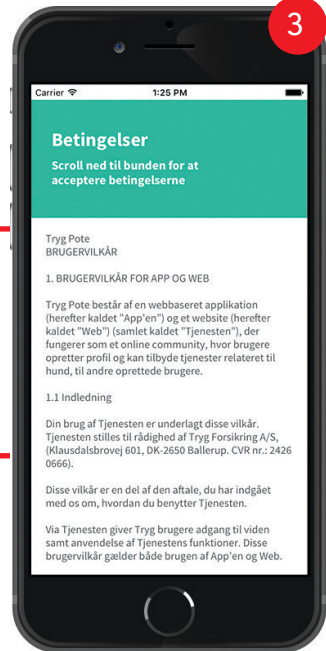 3
Carrier 1:25 PM
Betingelser
Scroll ned til bunden for at
acceptere betingelserne
Tryg Pote
BRUGERVILKÅR
1. BRUGERVILKÅR FOR APP OG WEB
Tryg Pote består af en webbaseret applikation
(herefter kaldet "App'en") og et website (herefter
kaldet "Web") (samlet kaldet "Tjenesten"), der
fungerer som et online community, hvor brugere
opretter profil og kan tilbyde tjenester relateret til
hund, til andre oprettede brugere.
1.1 Indledning
Din brug af Tjenesten er underlagt disse vilkår.
Tjenesten stilles til rådighed af Tryg Forsikring A/S,
(Klausdalsbrovej 601, DK-2650 Ballerup. CVR nr.: 2426
0666).
Disse vilkår er en del af den aftale, du har indgået
med os om, hvordan du benytter Tjenesten.
Via Tjenesten giver Tryg brugere adgang til viden
samt anvendelse af Tjenestens funktioner. Disse
brugervilkår gælder både brugen af App'en og Web.